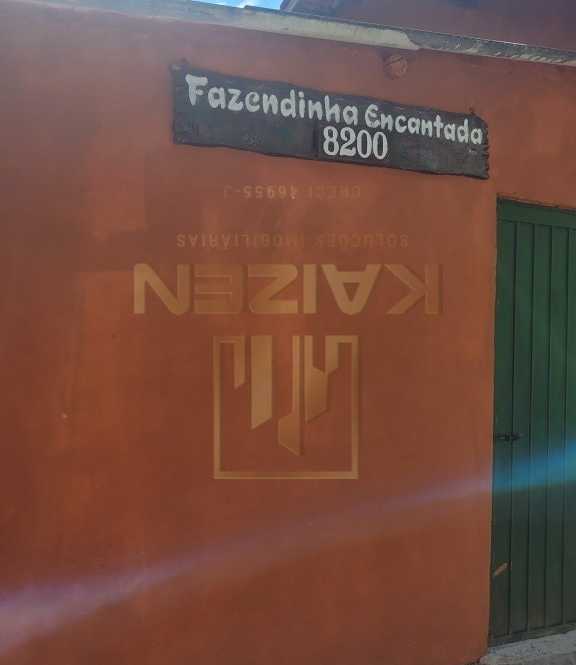 Fazendinha Encantada
8200
CRECI 46955-J
SOLUÇÕES IMOBILIÁRIAS
KAIZEN